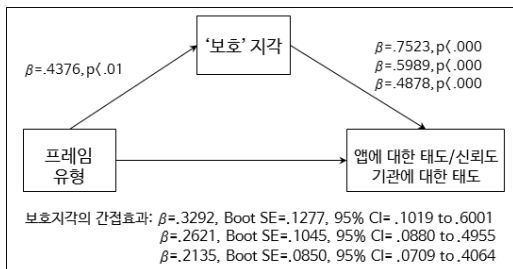 '보호' 지각
β=.4376, p<.01
β=.7523, p<.000
β=.5989, p<.000
β=.4878, p<.000
프레임
유형
앱에 대한 태도/신뢰도
기관에 대한 태도
보호지각의 간접효과: β=.3292, Boot SE=.1277, 95% CI= .1019 to .6001
β=.2621, Boot SE=.1045, 95% CI= .0880 to .4955
β=.2135, Boot SE=.0850, 95% CI= .0709 to .4064